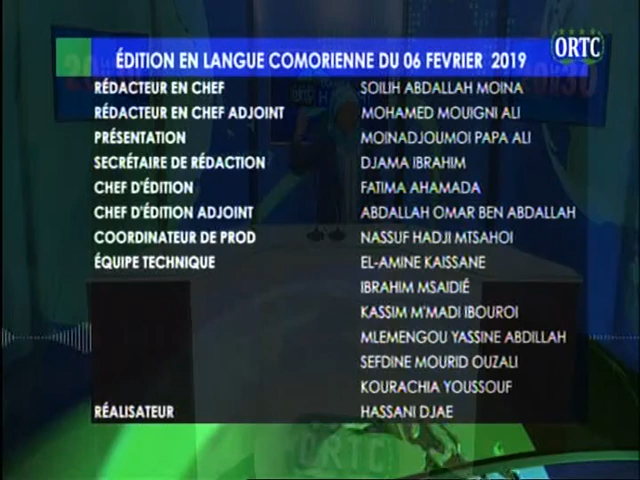 ORTC
ÉDITION EN LANGUE COMORIENNE DU 06 FEVRIER 2019
RÉDACTEUR EN CHEF SOILIH ABDALLAH MOINA
RÉDACTEUR EN CHEF ADJOINT MOHAMED MOUIGNI ALI
PRÉSENTATION MOINADJOUMOI PAPA ALI
SECRÉTAIRE DE RÉDACTION DJAMA IBRAHIM
CHEF D'ÉDITION FATIMA AHAMADA
CHEF D'ÉDITION ADJOINT ABDALLAH OMAR BEN ABDALLAH
COORDINATEUR DE PROD NASSUF HADJI MTSAHOI
ÉQUIPE TECHNIQUE EL-AMINE KAISSANE
IBRAHIM MSAIDIÉ
KASSIM M'MADI IBOUROI
MLEMENGOU YASSINE ABDILLAH
SEFDINE MOURID OUZALI
KOURACHIA YOUSSOUF
RÉALISATEUR HASSANI DJAE
ORTC